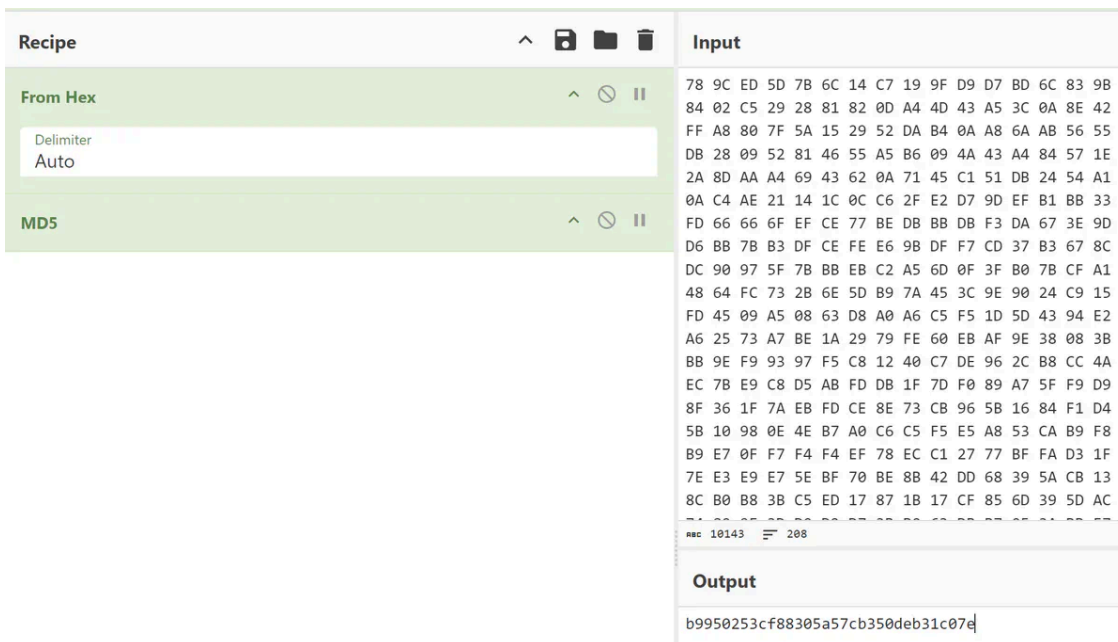 Recipe
From Hex
Delimiter
Auto
MD5
Input
78 9C ED 5D 7B 6C 14 C7 19 9F D9 D7 BD 6C 83 9B
84 02 C5 29 28 81 82 0D A4 4D 43 A5 3C 0A 8E 42
FF A8 80 7F 5A 15 29 52 DA B4 0A A8 6A AB 56 55
DB 28 09 52 81 46 55 A5 B6 09 4A 43 A4 84 57 1E
2A 8D AA A4 69 43 62 0A 71 45 C1 51 DB 24 54 A1
0A C4 AE 21 14 1C 0C C6 2F E2 D7 9D EF B1 BB 33
FD 66 66 6F EF CE 77 BE DB BB DB F3 DA 67 3E 9D
D6 BB 7B B3 DF CE FE E6 9B DF F7 CD 37 B3 67 8C
DC 90 97 5F 7B BB EB C2 A5 6D 0F 3F B0 7B CF A1
48 64 FC 73 2B 6E 5D B9 7A 45 3C 9E 90 24 C9 15
FD 45 09 A5 08 63 D8 A0 A6 C5 F5 1D 5D 43 94 E2
A6 25 73 A7 BE 1A 29 79 FE 60 EB AF 9E 38 08 3B
BB 9E F9 93 97 F5 C8 12 40 C7 DE 96 2C B8 CC 4A
EC 7B E9 C8 D5 AB FD DB 1F 7D F0 89 A7 5F F9 D9
8F 36 1F 7A EB FD CE 8E 73 CB 96 5B 16 84 F1 D4
5B 10 98 0E 4E B7 A0 C6 C5 F5 E5 A8 53 CA B9 F8
B9 E7 0F F7 F4 F4 EF 78 EC C1 27 77 BF FA D3 1F
7E E3 E9 E7 5E BF 70 BE 8B 42 DD 68 39 5A CB 13
8C B0 B8 3B C5 ED 17 87 1B 17 CF 85 6D 39 5D AC
ABC 10143 208
Output
b9950253cf88305a57cb350deb31c07e